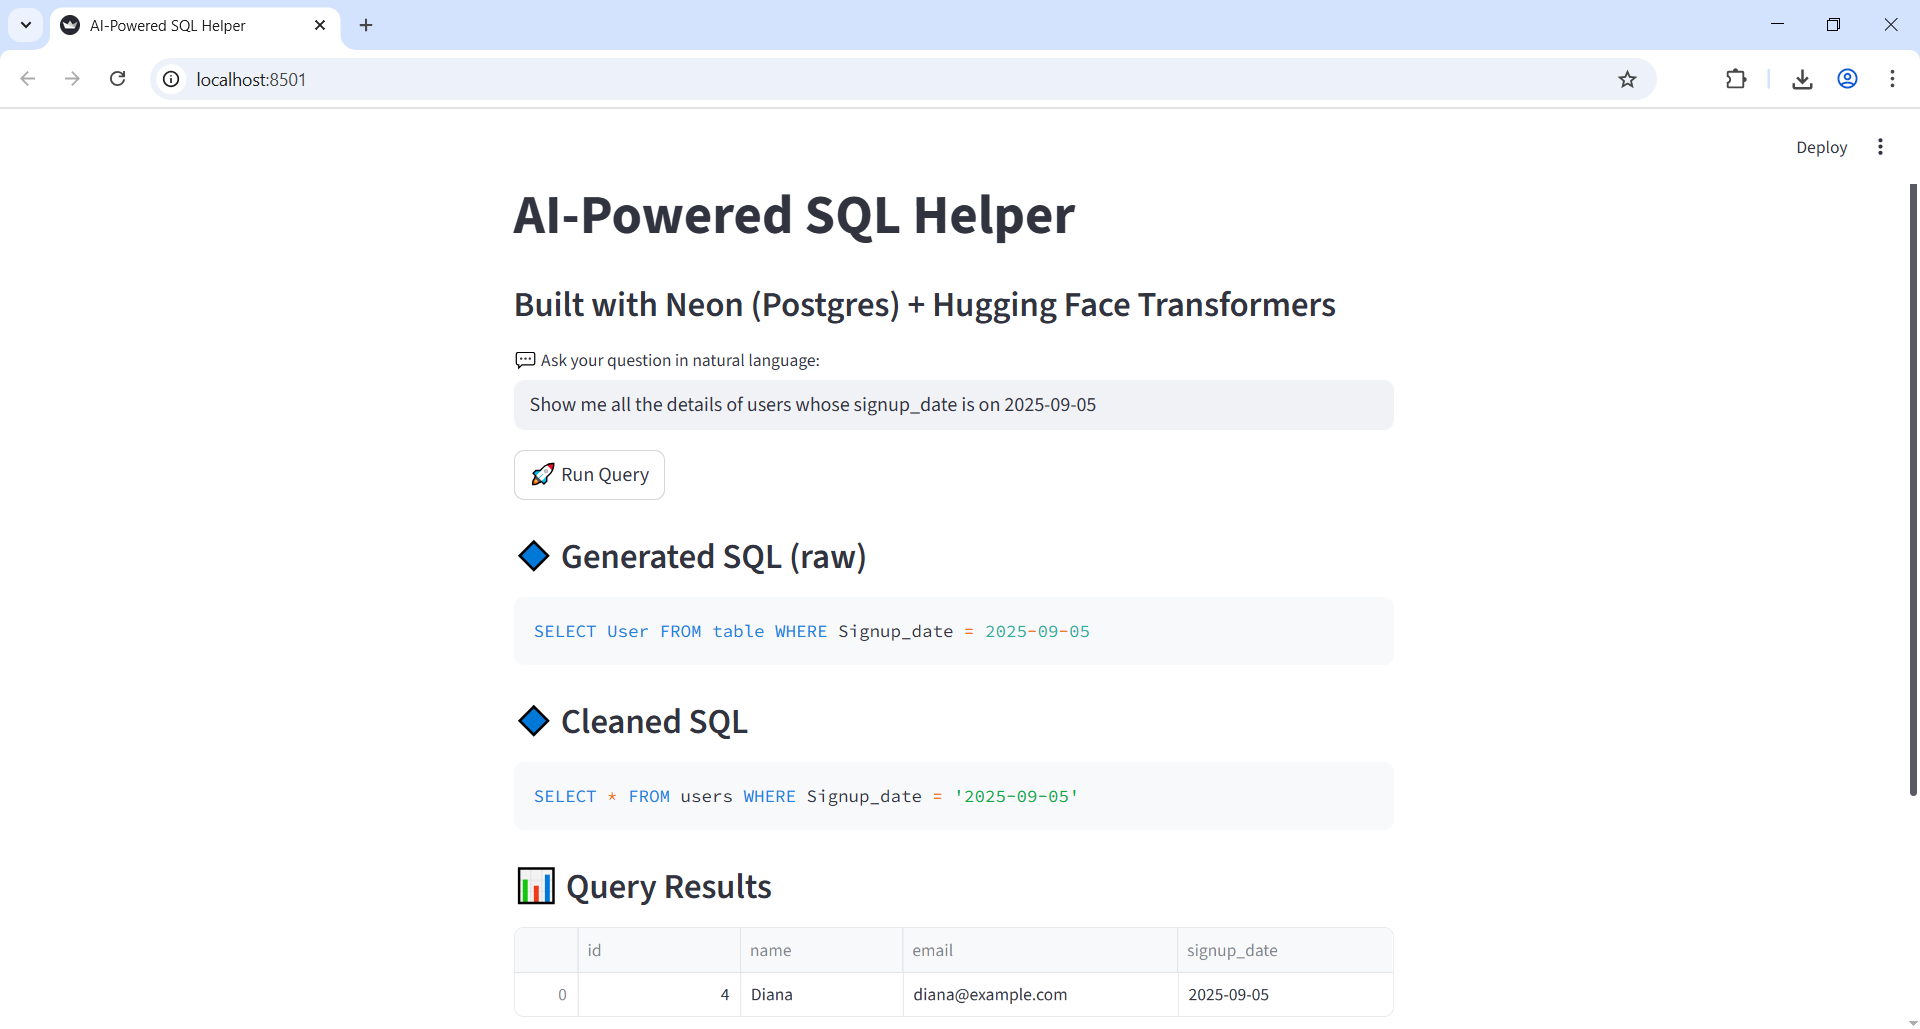 AI-Powered SQL Helper
localhost:8501
Deploy
AI-Powered SQL Helper
Built with Neon (Postgres) + Hugging Face Transformers
💬 Ask your question in natural language:
Show me all the details of users whose signup_date is on 2025-09-05
🚀 Run Query
🔷 Generated SQL (raw)
SELECT User FROM table WHERE Signup_date = 2025-09-05
🔷 Cleaned SQL
SELECT * FROM users WHERE Signup_date = '2025-09-05'
📊 Query Results
id name email signup_date
0 4 Diana diana@example.com 2025-09-05